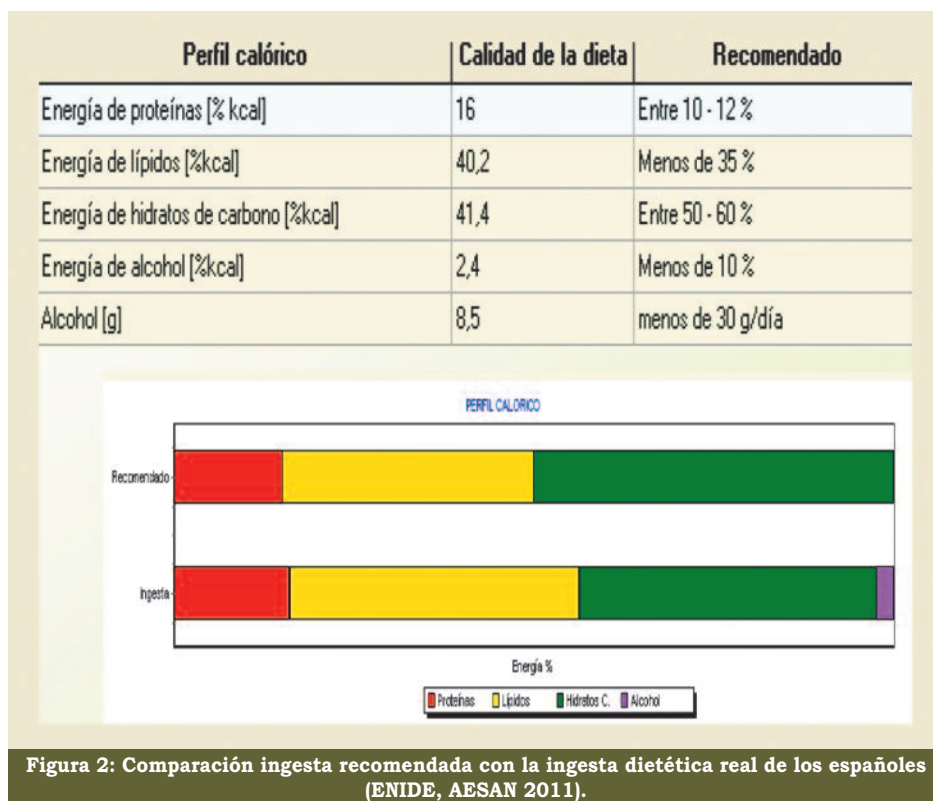 Perfil calórico Calidad de la dieta Recomendado
Energía de proteínas [% kcal] 16 Entre 10 - 12 %
Energía de lípidos [%kcal] 40,2 Menos de 35 %
Energía de hidratos de carbono [%kcal] 41,4 Entre 50 - 60 %
Energía de alcohol [%kcal] 2,4 Menos de 10 %
Alcohol [g] 8,5 menos de 30 g/día
PERFIL CALORICO
Recomendado
Ingesta
Energía %
Proteínas Lípidos Hidratos C. Alcohol
Figura 2: Comparación ingesta recomendada con la ingesta dietética real de los españoles
(ENIDE, AESAN 2011).